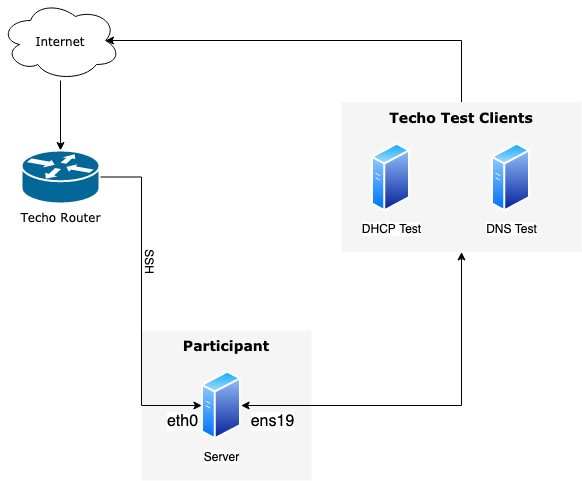 Internet
Techo Test Clients
DHCP Test
DNS Test
Techo Router
SSH
Participant
eth0
ens19
Server